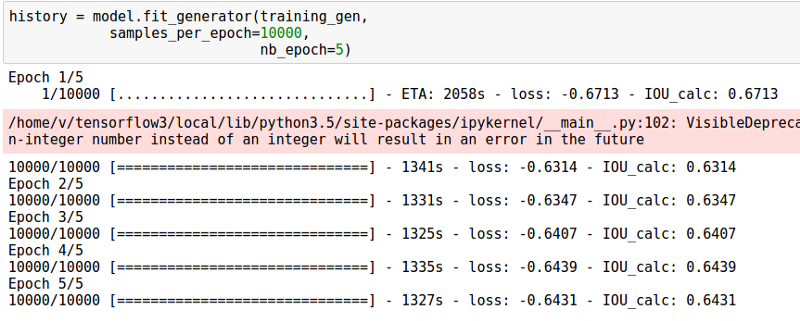 history = model.fit_generator(training_gen,
samples_per_epoch=10000,
nb_epoch=5)
Epoch 1/5
1/10000 [..............................] - ETA: 2058s - loss: -0.6713 - IOU_calc: 0.6713
/home/v/tensorflow3/local/lib/python3.5/site-packages/ipykernel/__main__.py:102: VisibleDepreca
n-integer number instead of an integer will result in an error in the future
10000/10000 [==============================] - 1341s - loss: -0.6314 - IOU_calc: 0.6314
Epoch 2/5
10000/10000 [==============================] - 1331s - loss: -0.6347 - IOU_calc: 0.6347
Epoch 3/5
10000/10000 [==============================] - 1325s - loss: -0.6407 - IOU_calc: 0.6407
Epoch 4/5
10000/10000 [==============================] - 1335s - loss: -0.6439 - IOU_calc: 0.6439
Epoch 5/5
10000/10000 [==============================] - 1327s - loss: -0.6431 - IOU_calc: 0.6431